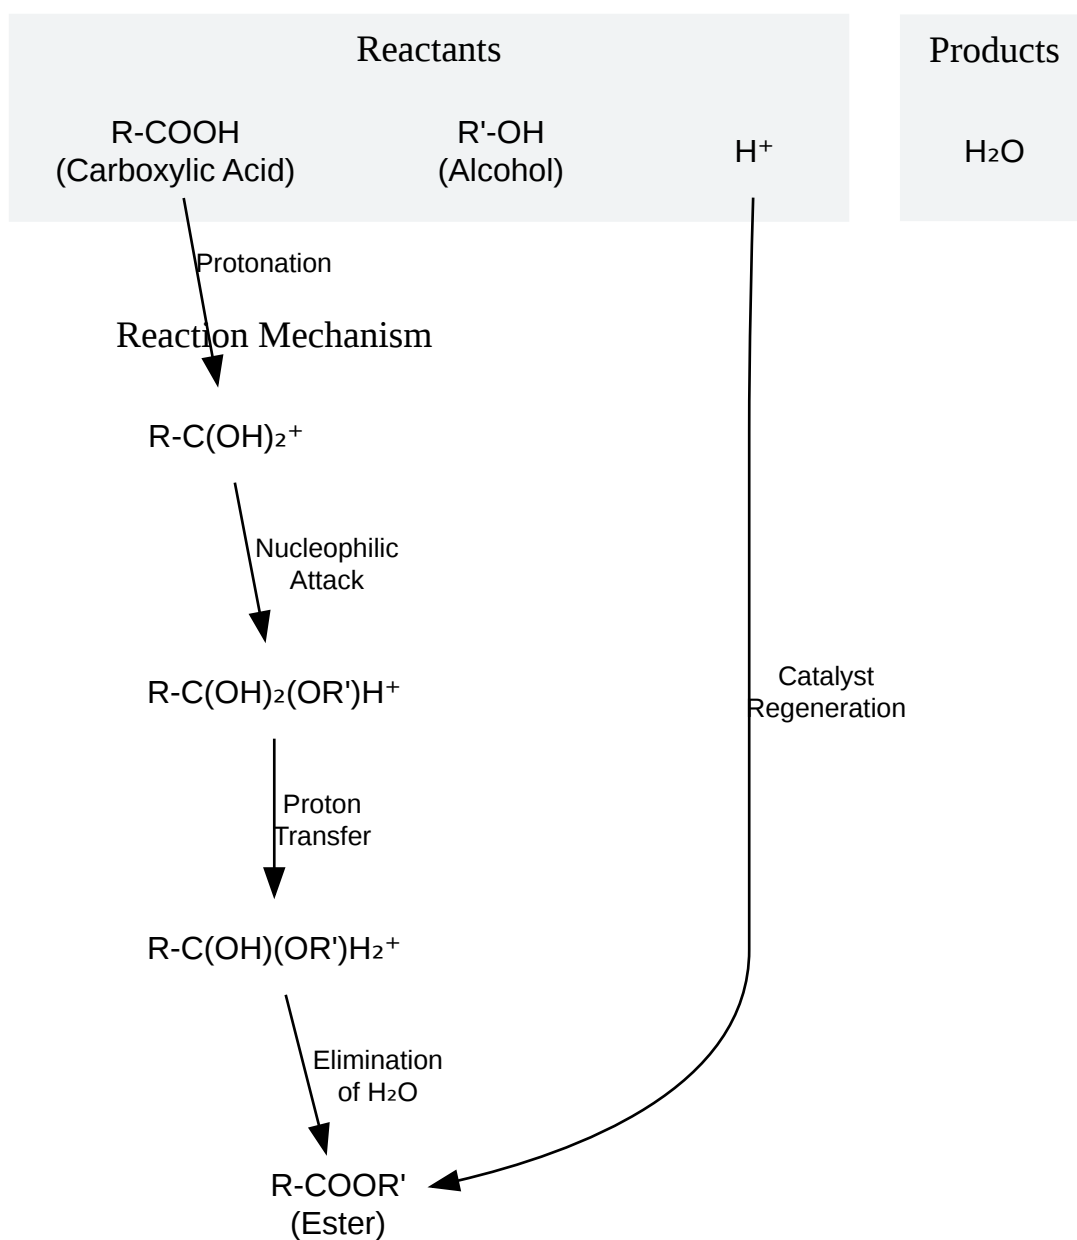 Reactants
Products
R-COOH
(Carboxylic Acid)
R'-OH
(Alcohol)
H⁺
H₂O
Protonation
Reaction Mechanism
R-C(OH)₂⁺
Nucleophilic
Attack
R-C(OH)₂(OR')H⁺
Catalyst
Regeneration
Proton
Transfer
R-C(OH)(OR')H₂⁺
Elimination
of H₂O
R-COOR'
(Ester)